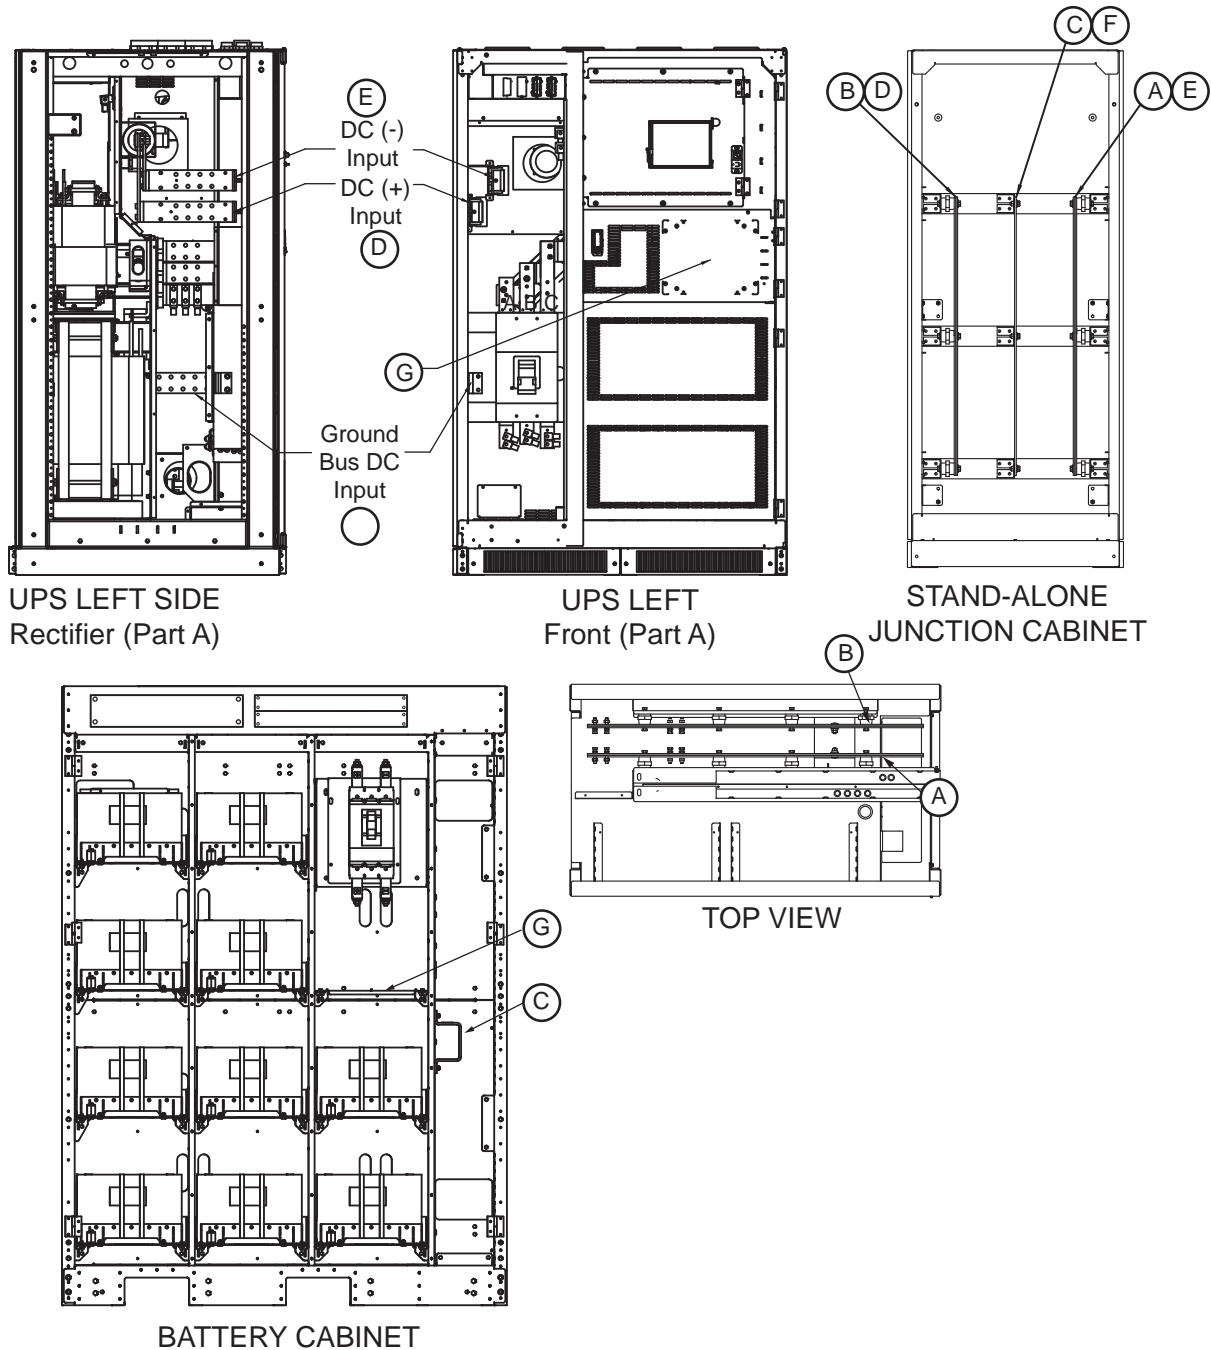 C F
B D
A E
E
DC (-)
Input
DC (+)
Input
D
C
G
Ground
Bus DC
Input
UPS LEFT SIDE
Rectifier (Part A)
UPS LEFT
Front (Part A)
STAND-ALONE
JUNCTION CABINET
B
A
TOP VIEW
G
C
BATTERY CABINET